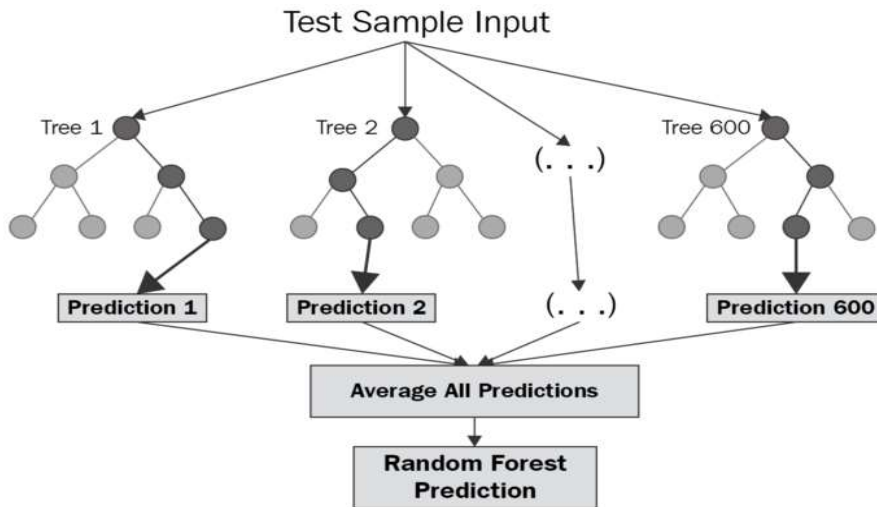 Test Sample Input
Tree 1
Tree 2
(. . .)
Tree 600
Prediction 1
Prediction 2
(. . .)
Prediction 600
Average All Predictions
Random Forest
Prediction